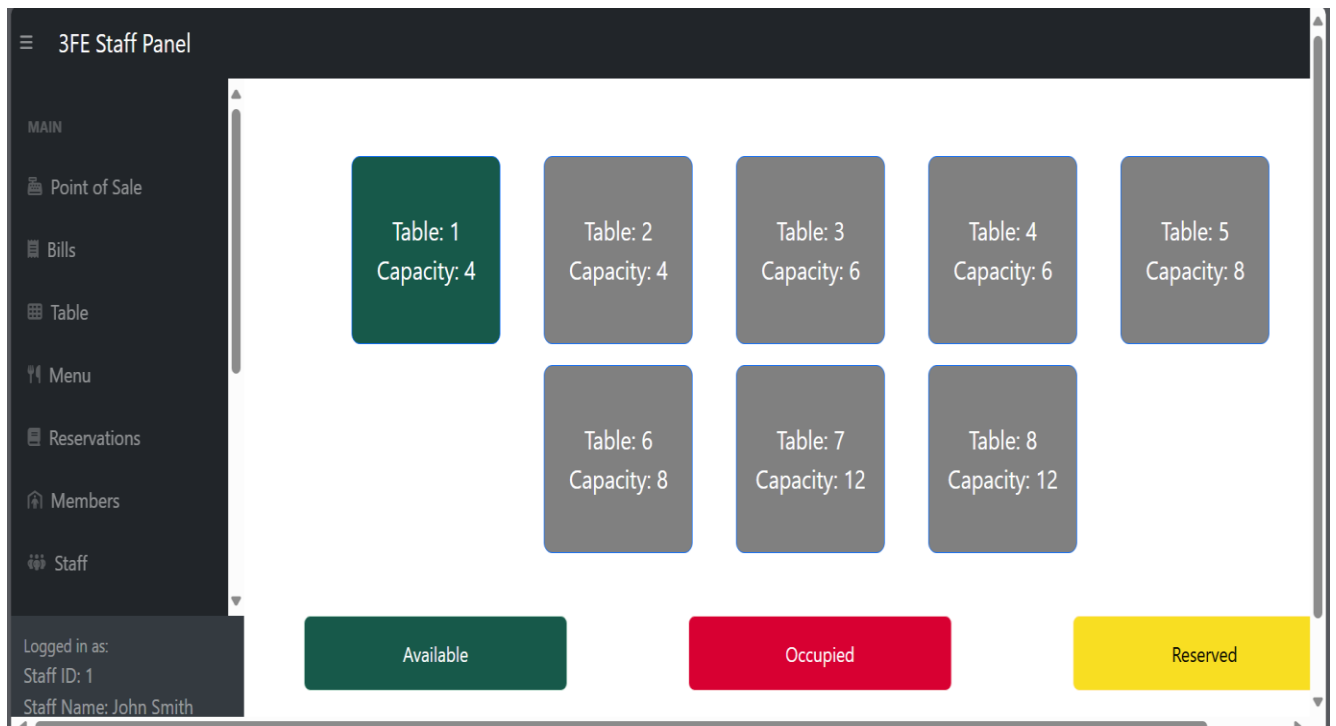 3FE Staff Panel
MAIN
Point of Sale
Bills
Table
Menu
Reservations
Members
Staff
Logged in as:
Staff ID: 1
Staff Name: John Smith
Table: 1
Capacity: 4
Table: 2
Capacity: 4
Table: 3
Capacity: 6
Table: 4
Capacity: 6
Table: 5
Capacity: 8
Table: 6
Capacity: 8
Table: 7
Capacity: 12
Table: 8
Capacity: 12
Available
Occupied
Reserved